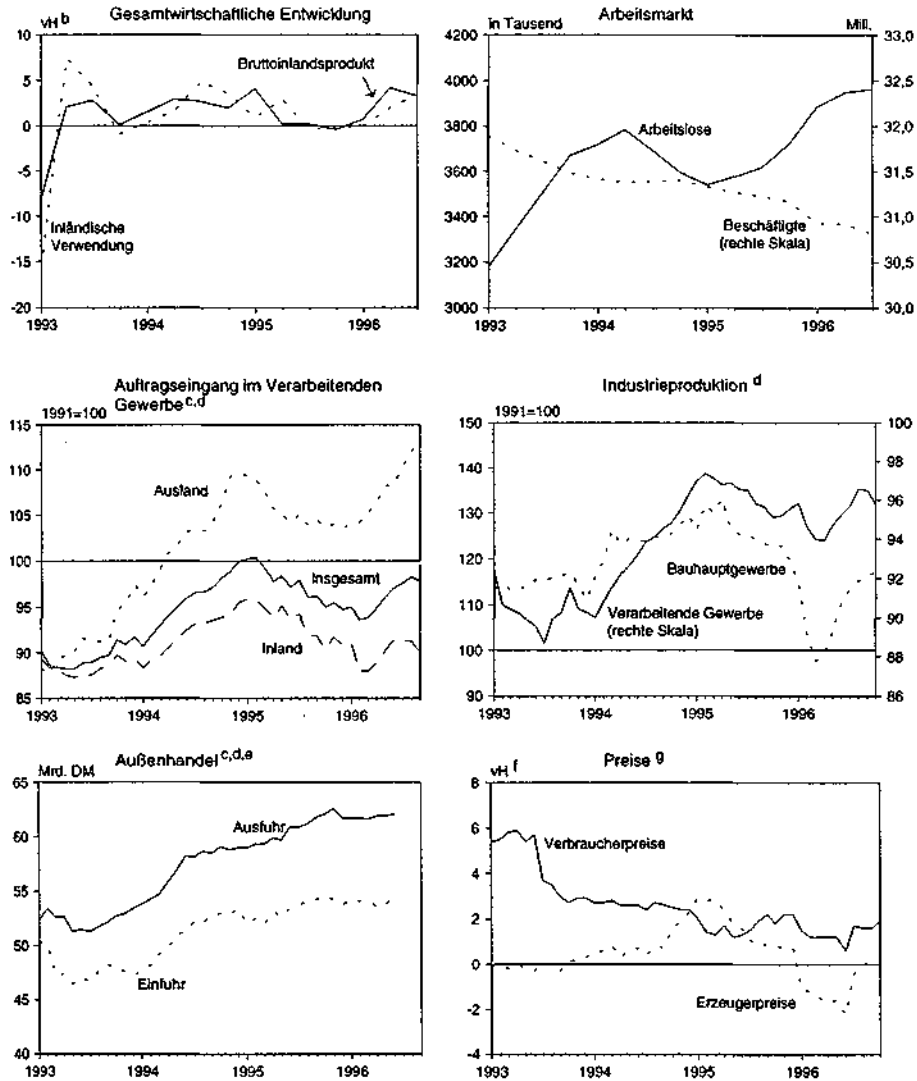 Gesamtwirtschaftliche Entwicklung
vH b
10
5
0
-5
-10
-15
-20
Bruttoinlandsprodukt
Inländische
Verwendung
1993 1994 1995 1996
Arbeitsmarkt
in Tausend Mill.
4200 33,0
4000 32,5
3800 32,0
3600 31,5
3400 31,0
3200 30,5
3000 30,0
Arbeitslose
Beschäftigte
(rechte Skala)
1993 1994 1995 1996
Auftragseingang im Verarbeitenden
Gewerbe c,d
1991=100
115
110
105
100
95
90
85
Ausland
Insgesamt
Inland
1993 1994 1995 1996
Industrieproduktion d
1991=100
150 100
140 98
130 96
120 94
110 92
100 90
90 88
86
Bauhauptgewerbe
Verarbeitende Gewerbe
(rechte Skala)
1993 1994 1995 1996
Außenhandel c,d,e
Mrd. DM
65
60
55
50
45
40
Ausfuhr
Einfuhr
1993 1994 1995 1996
Preise g
vH f
8
6
4
2
0
-2
-4
Verbraucherpreise
Erzeugerpreise
1993 1994 1995 1996